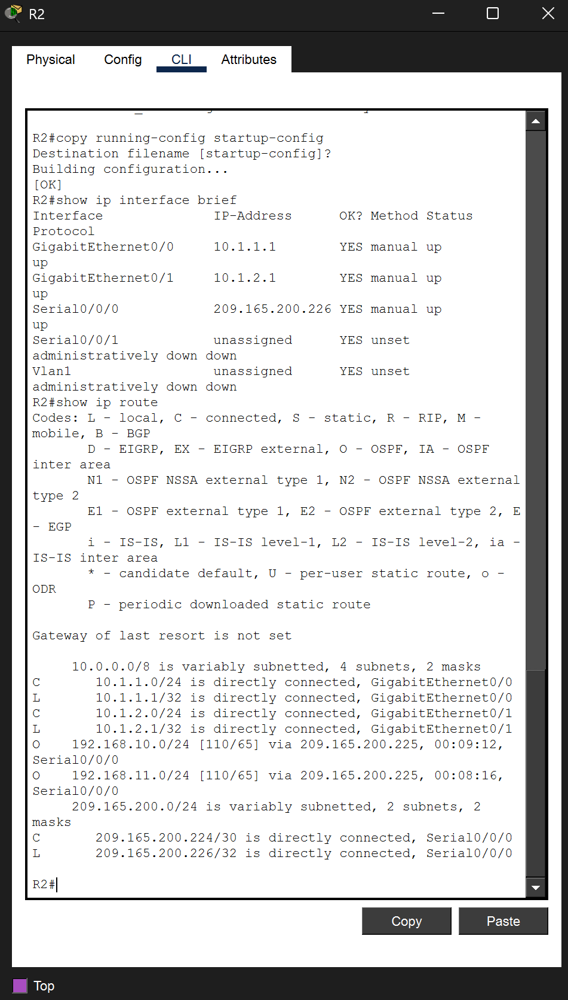 R2
Physical Config CLI Attributes
R2#copy running-config startup-config
Destination filename [startup-config]?
Building configuration...
[OK]
R2#show ip interface brief
Interface              IP-Address      OK? Method Status
Protocol
GigabitEthernet0/0     10.1.1.1        YES manual up
up
GigabitEthernet0/1     10.1.2.1        YES manual up
up
Serial0/0/0            209.165.200.226 YES manual up
up
Serial0/0/1            unassigned      YES unset
administratively down down
Vlan1                  unassigned      YES unset
administratively down down
R2#show ip route
Codes: L - local, C - connected, S - static, R - RIP, M -
mobile, B - BGP
       D - EIGRP, EX - EIGRP external, O - OSPF, IA - OSPF
inter area
       N1 - OSPF NSSA external type 1, N2 - OSPF NSSA external
type 2
       E1 - OSPF external type 1, E2 - OSPF external type 2, E
- EGP
       i - IS-IS, L1 - IS-IS level-1, L2 - IS-IS level-2, ia -
IS-IS inter area
       * - candidate default, U - per-user static route, o -
ODR
       P - periodic downloaded static route
Gateway of last resort is not set
     10.0.0.0/8 is variably subnetted, 4 subnets, 2 masks
C       10.1.1.0/24 is directly connected, GigabitEthernet0/0
L       10.1.1.1/32 is directly connected, GigabitEthernet0/0
C       10.1.2.0/24 is directly connected, GigabitEthernet0/1
L       10.1.2.1/32 is directly connected, GigabitEthernet0/1
O    192.168.10.0/24 [110/65] via 209.165.200.225, 00:09:12,
Serial0/0/0
O    192.168.11.0/24 [110/65] via 209.165.200.225, 00:08:16,
Serial0/0/0
     209.165.200.0/24 is variably subnetted, 2 subnets, 2
masks
C       209.165.200.224/30 is directly connected, Serial0/0/0
L       209.165.200.226/32 is directly connected, Serial0/0/0
R2#
Copy Paste
Top